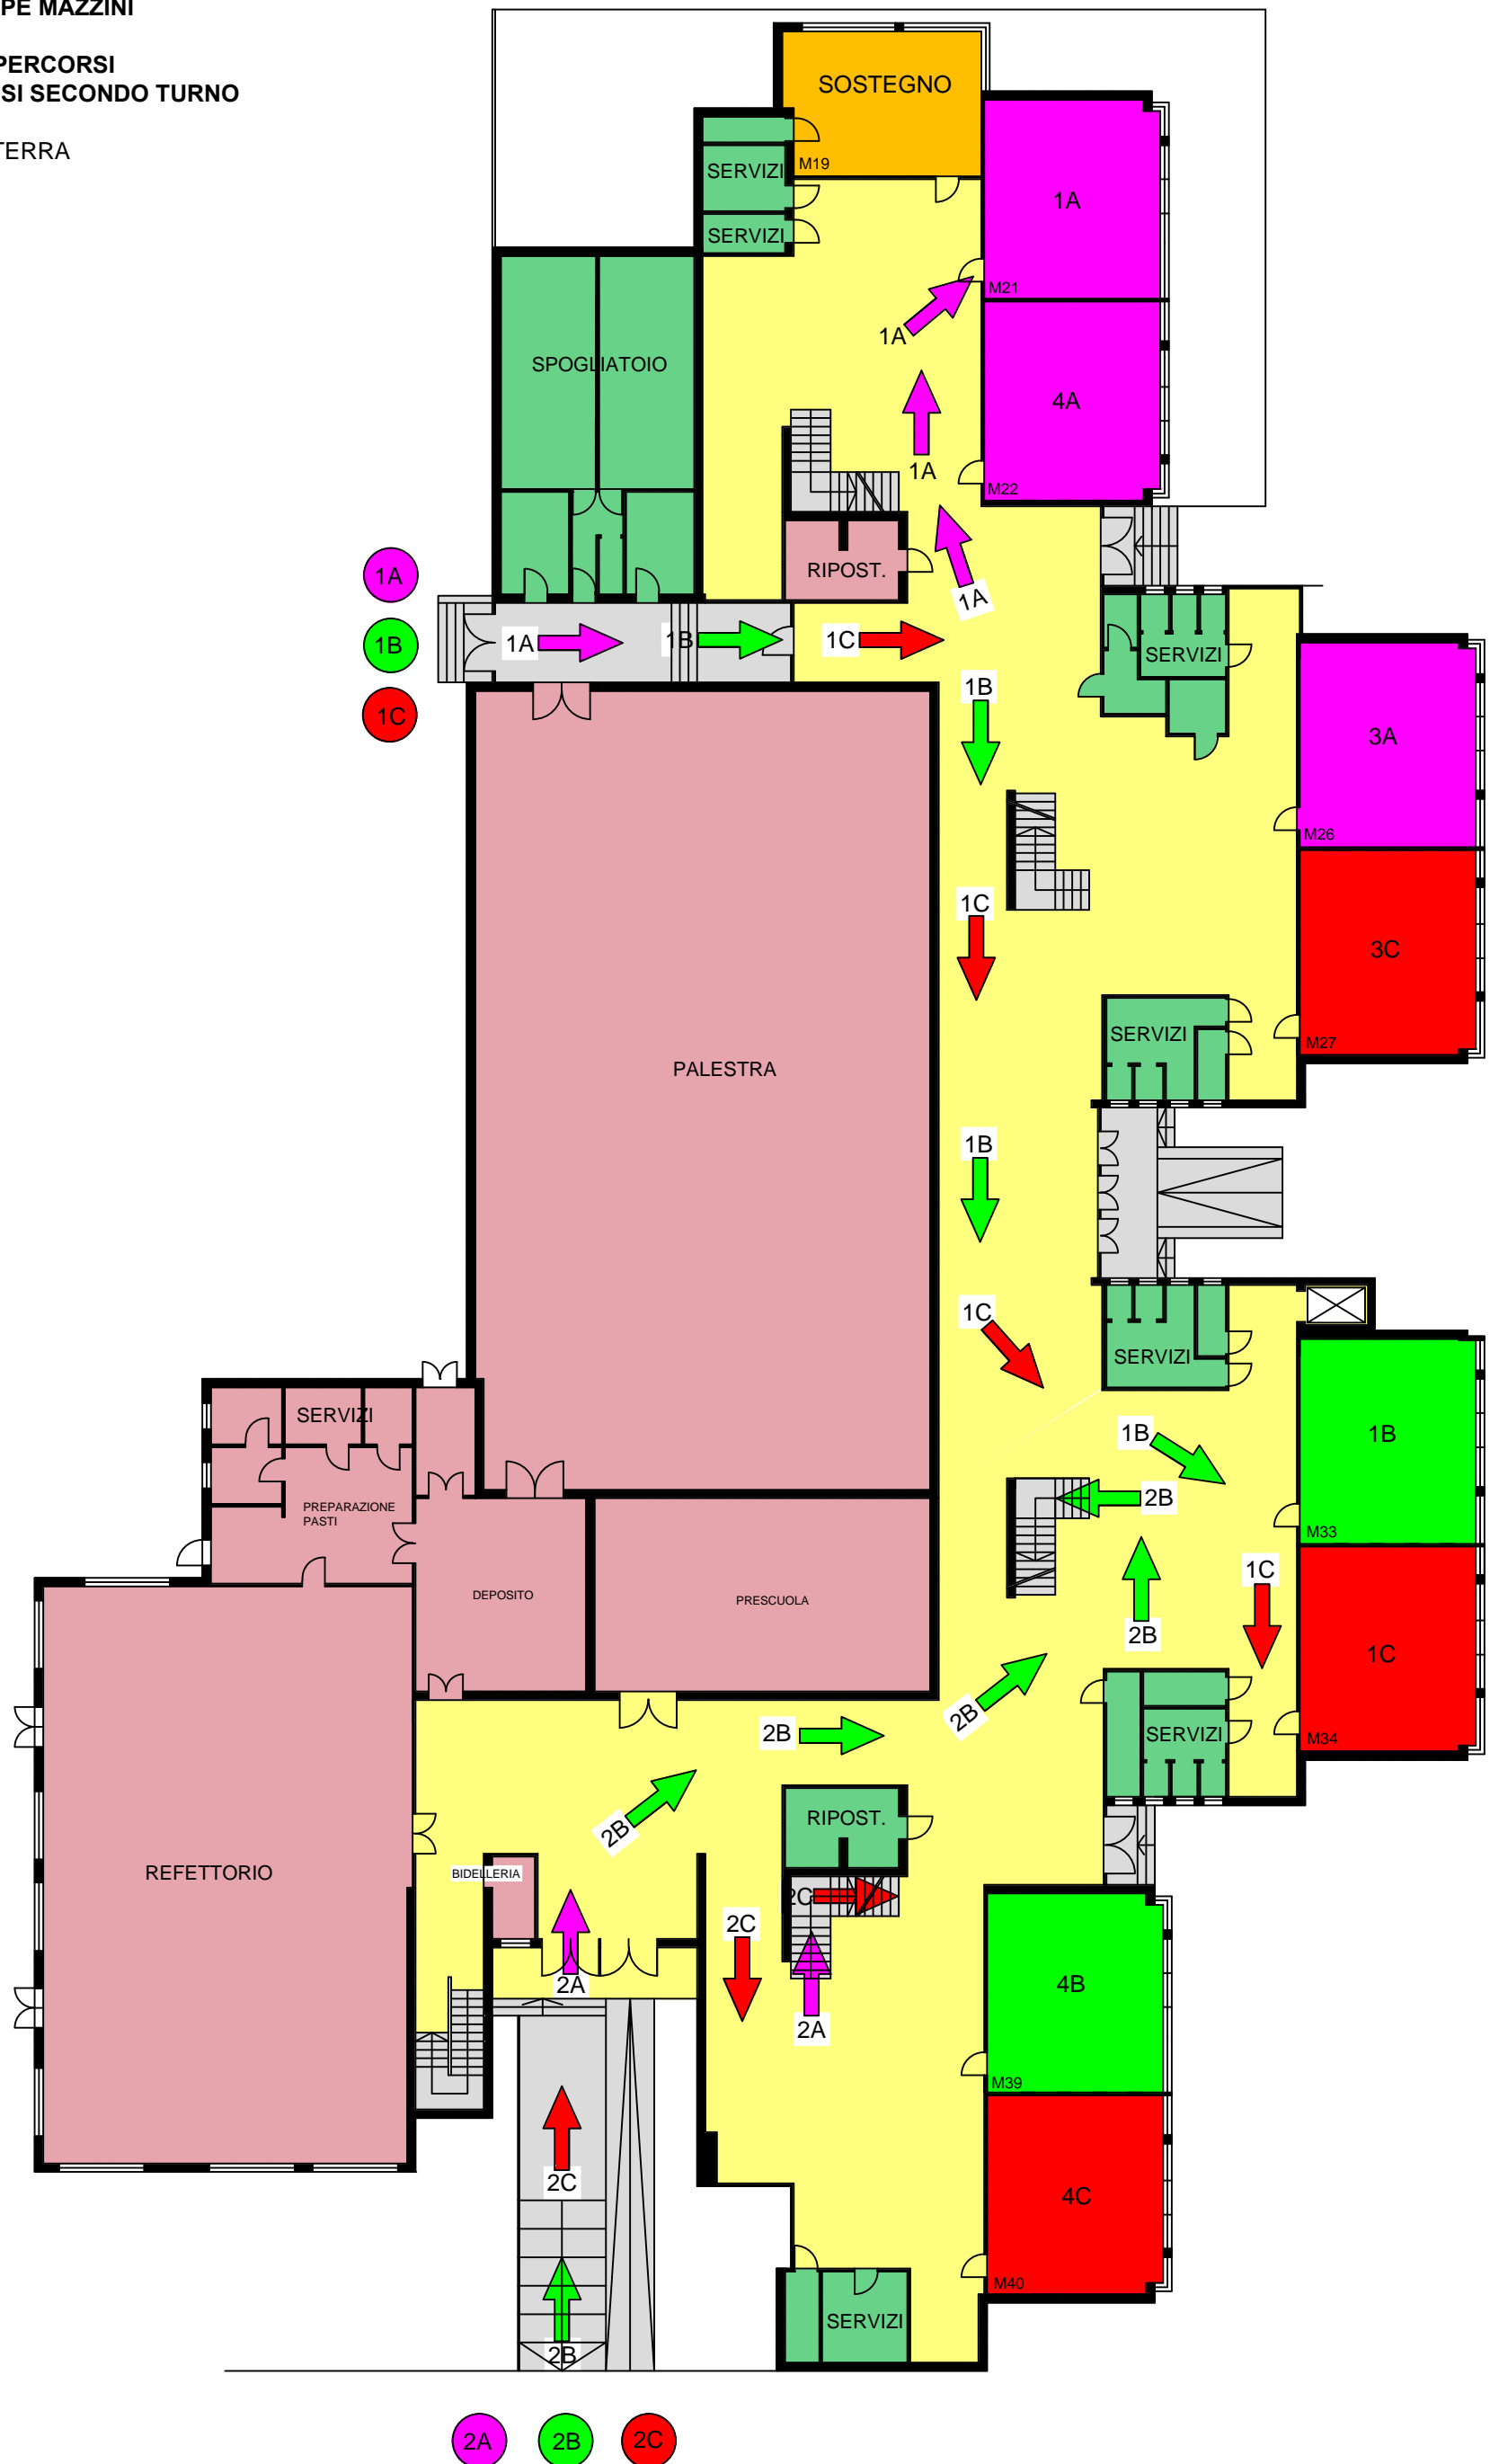 PE MAZZINI
PERCORSI
SI SECONDO TURNO
TERRA
SOSTEGNO
M19
SERVIZI
SERVIZI
1A
M21
1A
SPOGLIATOIO
4A
M22
1A
RIPOST.
1A
1A
1B
1C
1A
1B
1C
SERVIZI
1B
3A
M26
1C
3C
M27
SERVIZI
PALESTRA
1B
1C
SERVIZI
1B
1B
M33
2B
SERVIZI
PREPARAZIONE
PASTI
DEPOSITO
PRESCUOLA
1C
2B
1C
M34
2B
2B
SERVIZI
2B
RIPOST.
REFETTORIO
BIDELLERIA
2C
2C
2A
2A
4B
M39
2C
4C
M40
SERVIZI
2B
2A
2B
2C